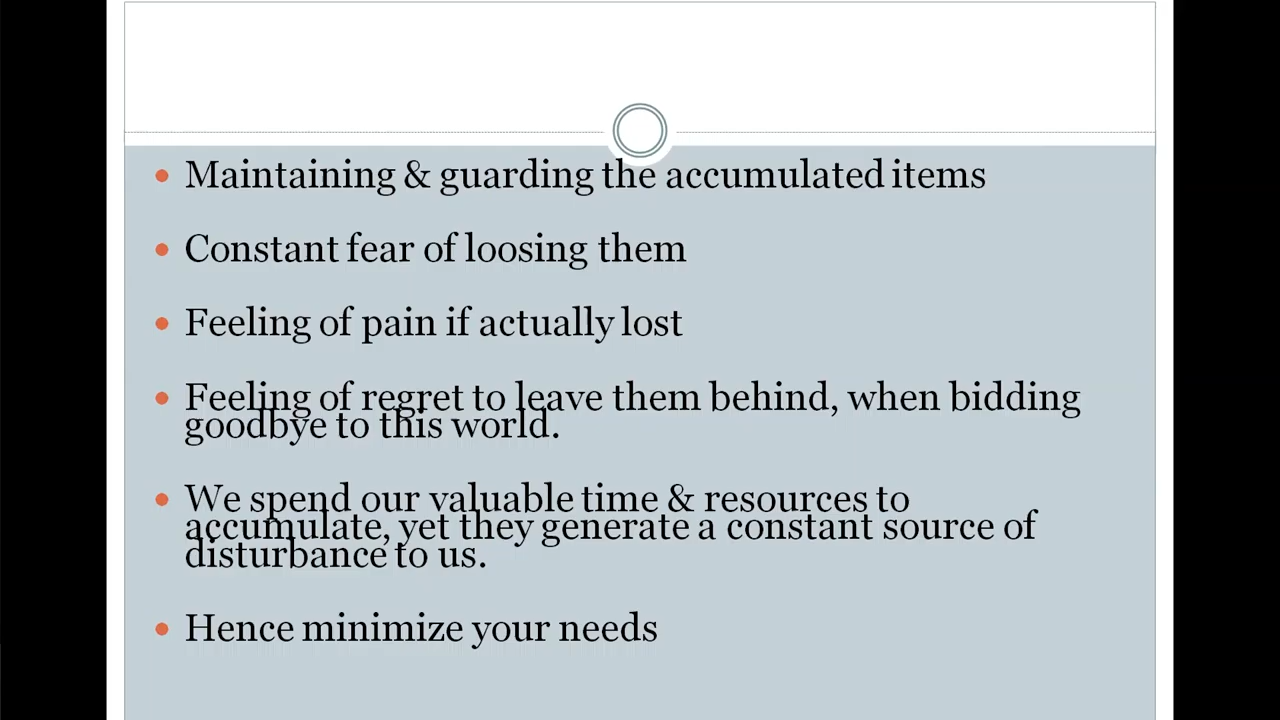 • Maintaining & guarding the accumulated items
• Constant fear of loosing them
• Feeling of pain if actually lost
• Feeling of regret to leave them behind, when bidding
goodbye to this world.
• We spend our valuable time & resources to
accumulate, yet they generate a constant source of
disturbance to us.
• Hence minimize your needs